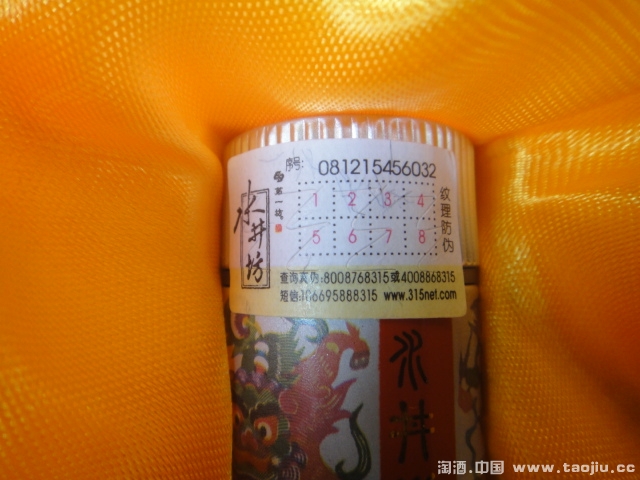 序号: 081215456032
第一坊
水井坊
1 2 3 4
5 6 7 8
纹理防伪
查询真伪:8008768315或4008868315
短信:106695888315 www.315net.com
水井
淘酒.中国 www.taojiu.cc